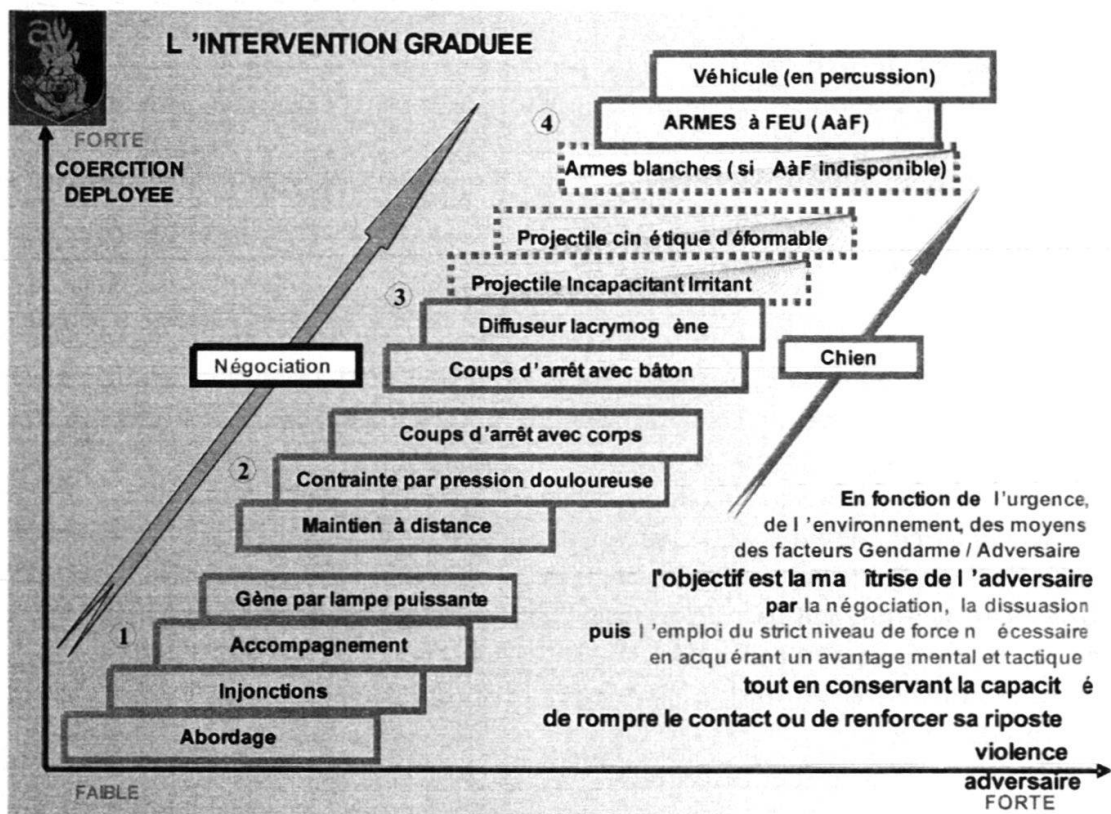 L 'INTERVENTION GRADUEE
FORTE
COERCITION
DEPLOYEE
4
Véhicule (en percussion)
ARMES à FEU ( AàF)
Armes blanches ( si AàF indisponible)
Projectile cin étique d éformable
3
Projectile Incapacitant Irritant
Diffuseur lacrymog ène
Coups d'arrêt avec bâton
Négociation
Chien
2
Coups d'arrêt avec corps
Contrainte par pression douloureuse
Maintien à distance
1
Gène par lampe puissante
Accompagnement
Injonctions
Abordage
En fonction de l'urgence,
de l 'environnement, des moyens
des facteurs Gendarme / Adversaire
l'objectif est la ma îtrise de l 'adversaire
par la négociation, la dissuasion
puis l 'emploi du strict niveau de force n écessaire
en acqu érant un avantage mental et tactique
tout en conservant la capacit é
de rompre le contact ou de renforcer sa riposte
violence
adversaire
FAIBLE
FORTE